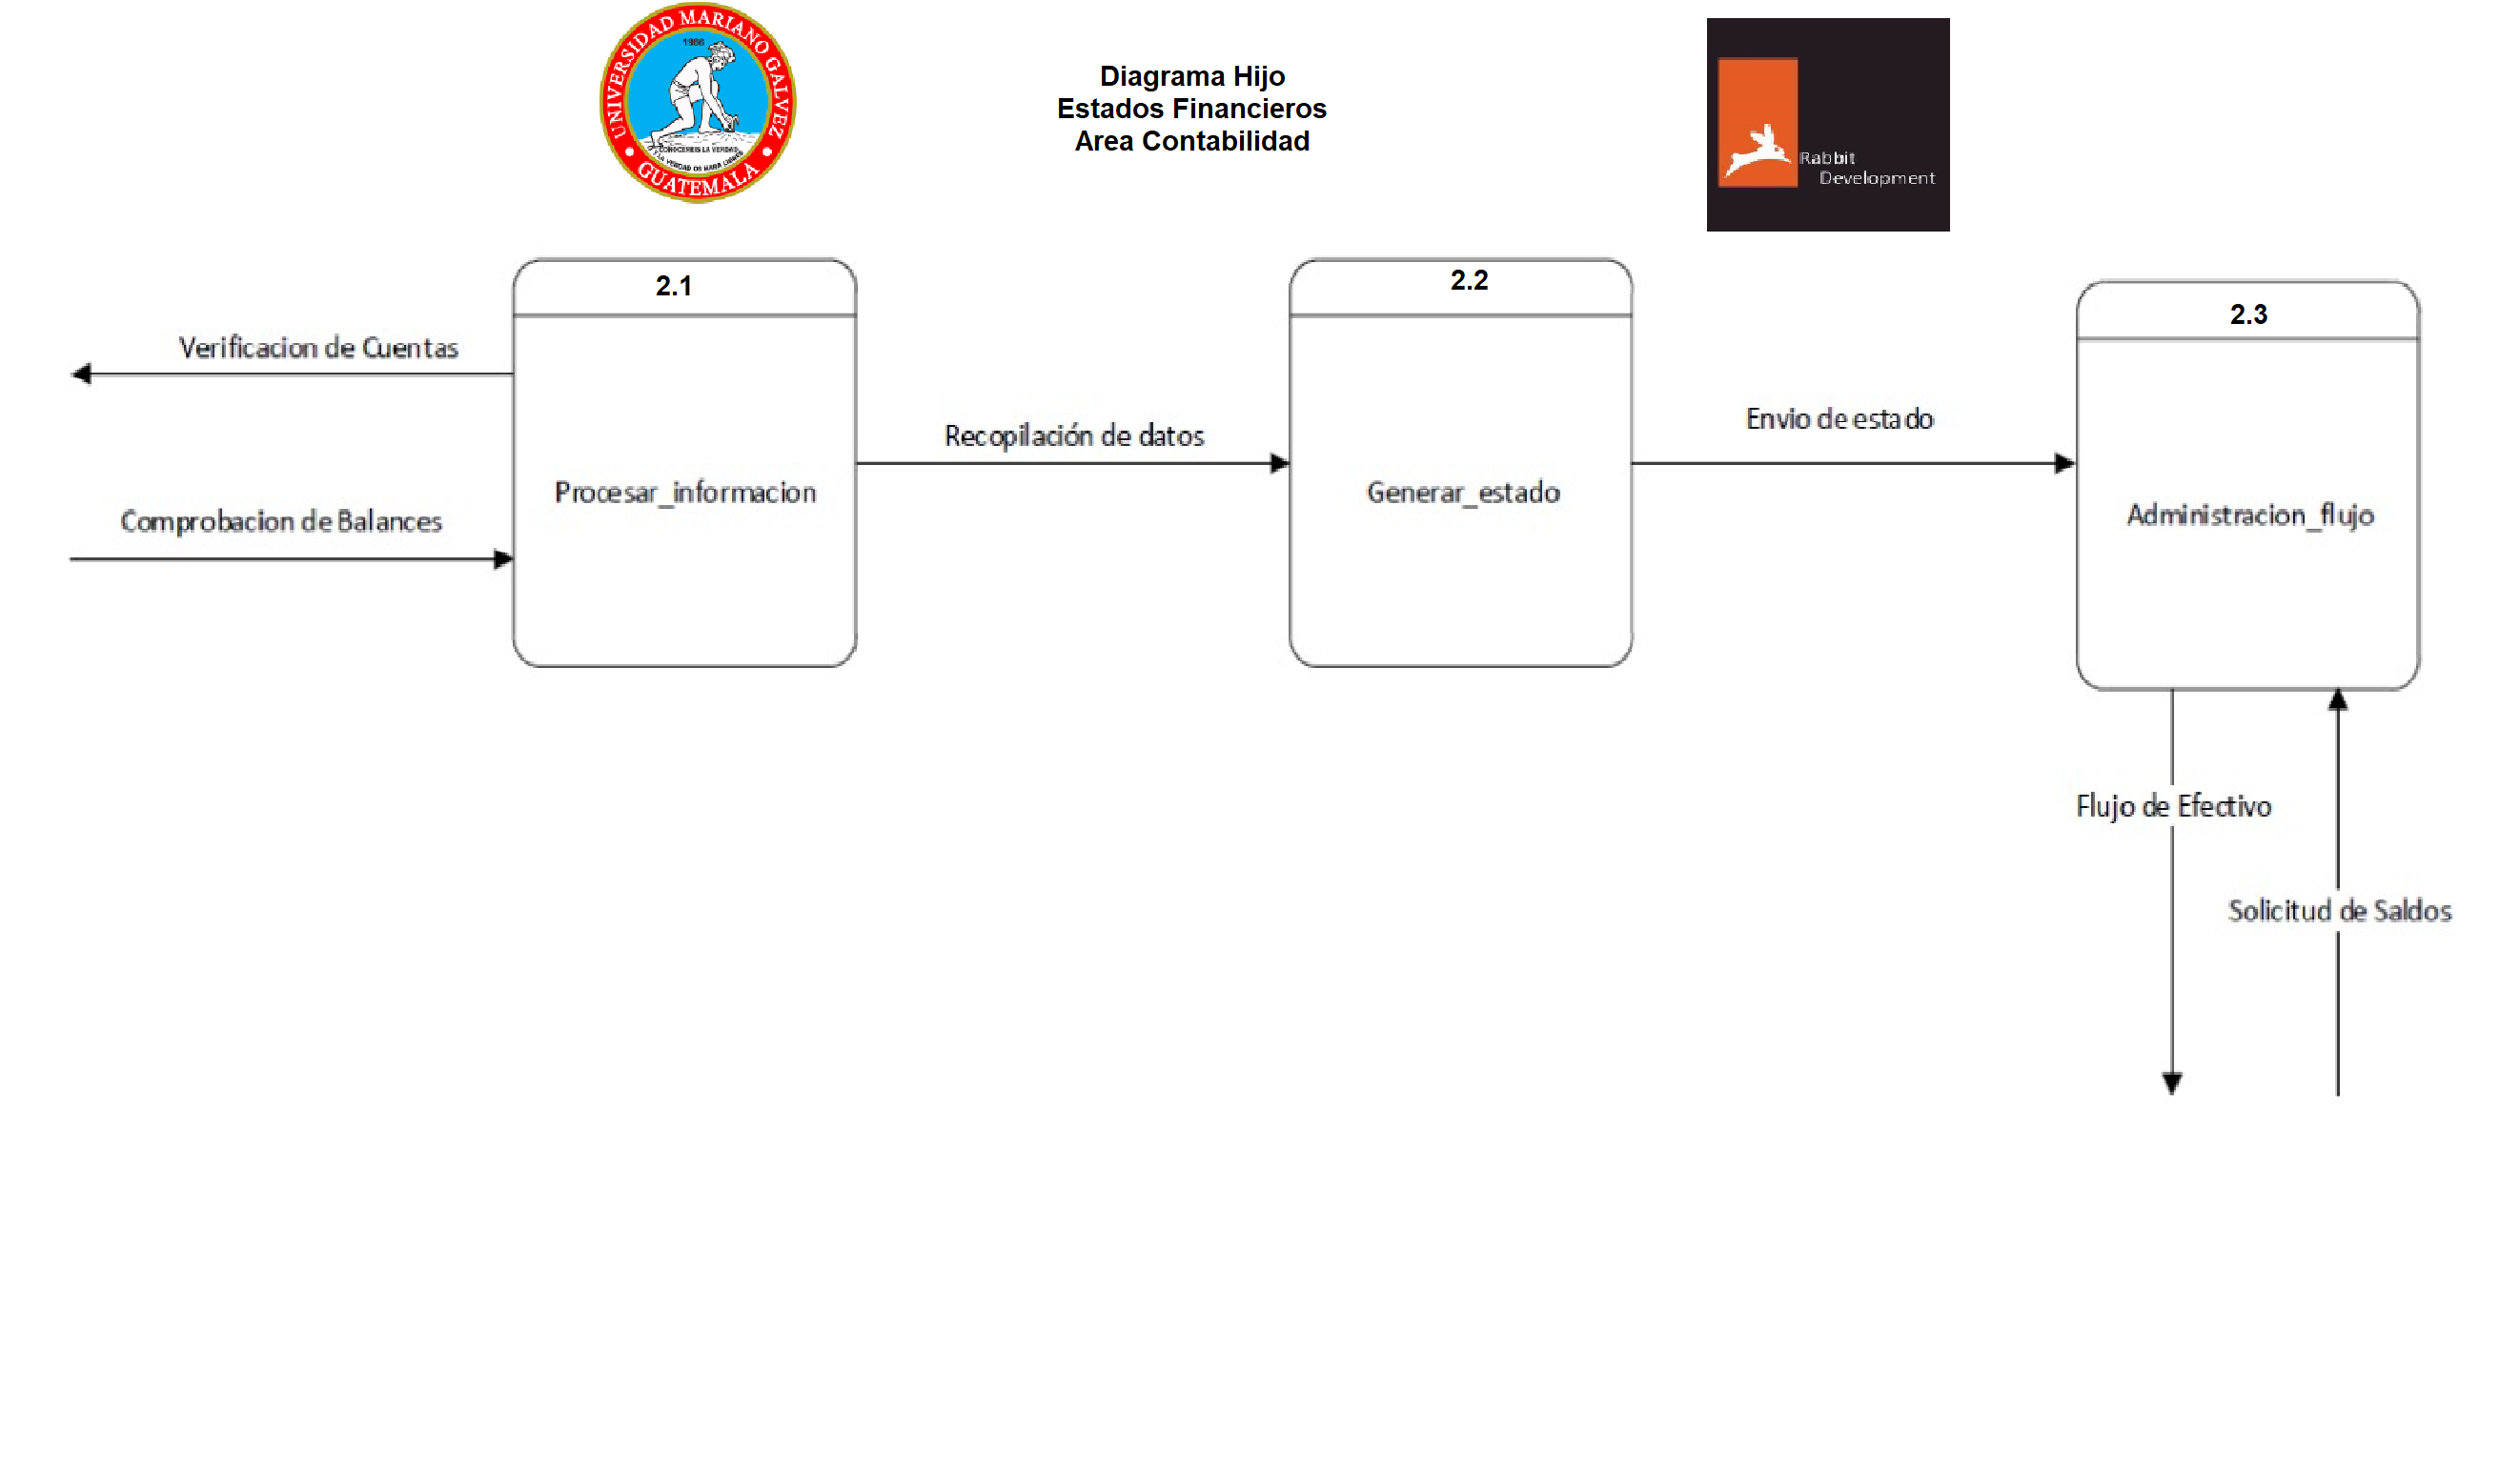 UNIVERSIDAD MARIANO GALVEZ
1966
CONOCEREIS LA VERDAD
Y LA VERDAD OS HARA LIBRES
GUATEMALA
Diagrama Hijo
Estados Financieros
Area Contabilidad
Rabbit
Development
2.1
2.2
2.3
Verificacion de Cuentas
Envio de estado
Recopilación de datos
Procesar_informacion
Generar_estado
Administracion_flujo
Comprobacion de Balances
Flujo de Efectivo
Solicitud de Saldos